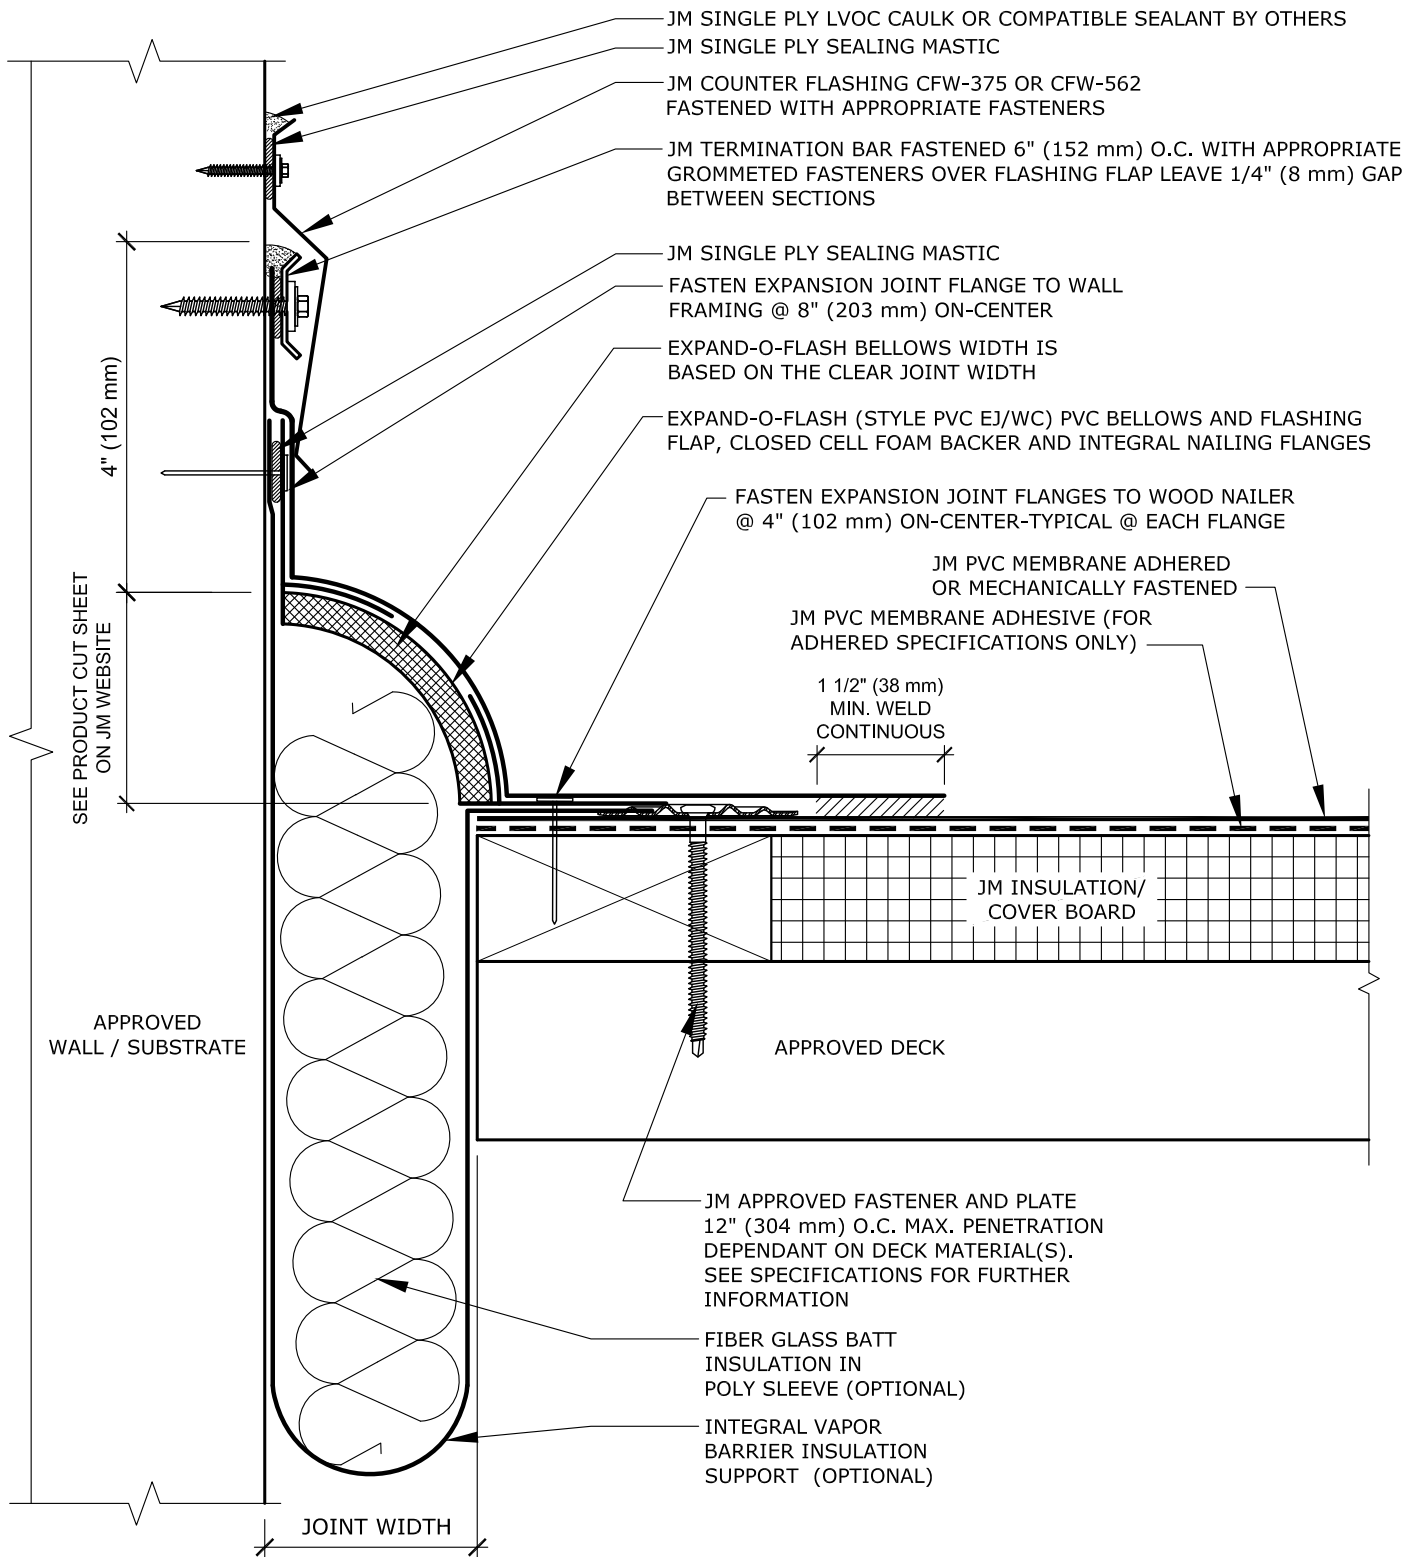 JM SINGLE PLY LVOC CAULK OR COMPATIBLE SEALANT BY OTHERS
JM SINGLE PLY SEALING MASTIC
JM COUNTER FLASHING CFW-375 OR CFW-562
FASTENED WITH APPROPRIATE FASTENERS
JM TERMINATION BAR FASTENED 6" (152 mm) O.C. WITH APPROPRIATE
GROMMETED FASTENERS OVER FLASHING FLAP LEAVE 1/4" (8 mm) GAP
BETWEEN SECTIONS
JM SINGLE PLY SEALING MASTIC
FASTEN EXPANSION JOINT FLANGE TO WALL
FRAMING @ 8" (203 mm) ON-CENTER
EXPAND-O-FLASH BELLOWS WIDTH IS
BASED ON THE CLEAR JOINT WIDTH
4" (102 mm)
EXPAND-O-FLASH (STYLE PVC EJ/WC) PVC BELLOWS AND FLASHING
FLAP, CLOSED CELL FOAM BACKER AND INTEGRAL NAILING FLANGES
FASTEN EXPANSION JOINT FLANGES TO WOOD NAILER
@ 4" (102 mm) ON-CENTER-TYPICAL @ EACH FLANGE
JM PVC MEMBRANE ADHERED
OR MECHANICALLY FASTENED
JM PVC MEMBRANE ADHESIVE (FOR
ADHERED SPECIFICATIONS ONLY)
SEE PRODUCT CUT SHEET
ON JM WEBSITE
1 1/2" (38 mm)
MIN. WELD
CONTINUOUS
JM INSULATION/
COVER BOARD
APPROVED
WALL / SUBSTRATE
APPROVED DECK
JM APPROVED FASTENER AND PLATE
12" (304 mm) O.C. MAX. PENETRATION
DEPENDANT ON DECK MATERIAL(S).
SEE SPECIFICATIONS FOR FURTHER
INFORMATION
FIBER GLASS BATT
INSULATION IN
POLY SLEEVE (OPTIONAL)
INTEGRAL VAPOR
BARRIER INSULATION
SUPPORT (OPTIONAL)
JOINT WIDTH